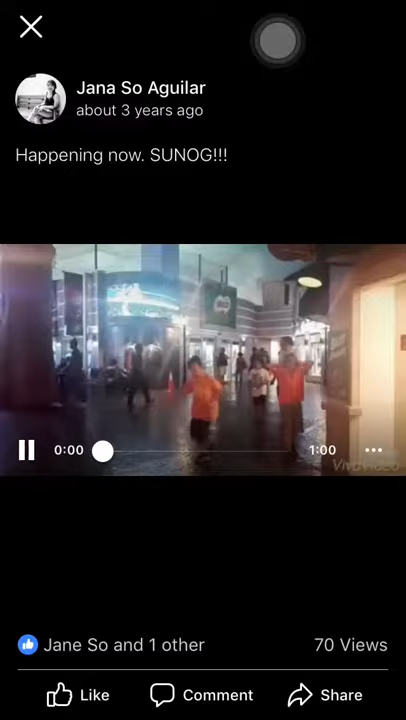 Jana So Aguilar
about 3 years ago
Happening now. SUNOG!!!
0:00
1:00
VivaVideo
Jane So and 1 other
70 Views
Like
Comment
Share